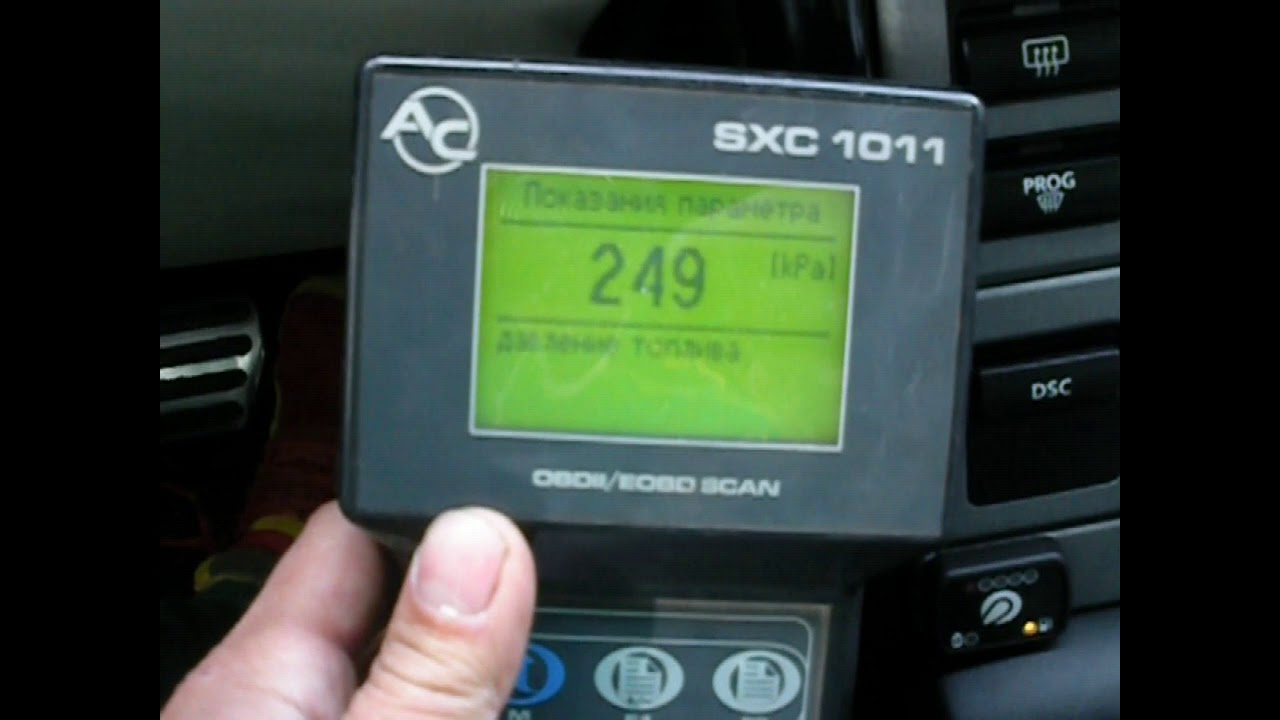 AC
SXC 1011
Показания параметра
249 [kPa]
давление топлива
OBDII/EOBD SCAN
PROG
DSC